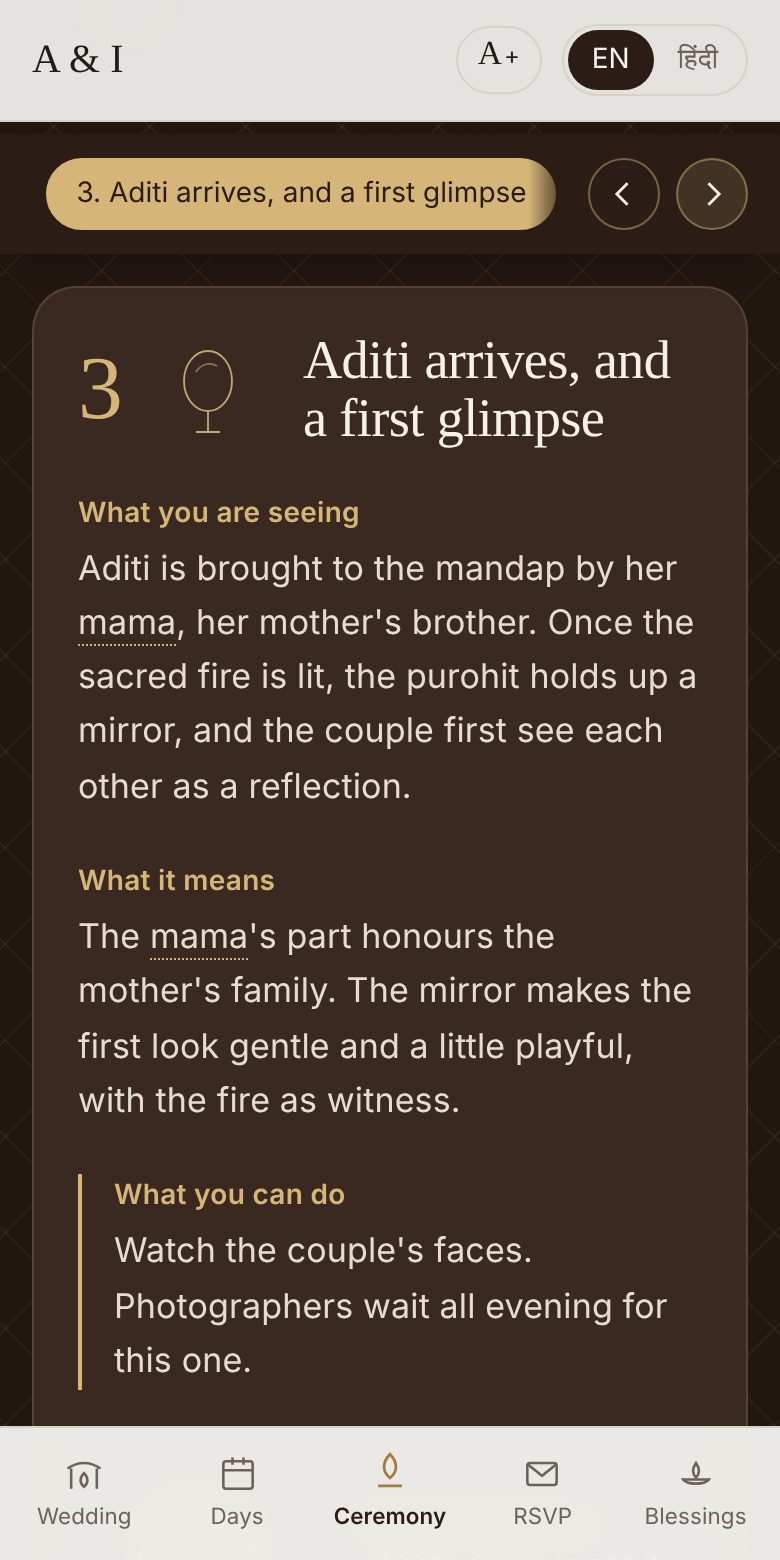 A & I
A+
EN
हिंदी
3. Aditi arrives, and a first glimpse
3
Aditi arrives, and
a first glimpse
What you are seeing
Aditi is brought to the mandap by her
mama, her mother's brother. Once the
sacred fire is lit, the purohit holds up a
mirror, and the couple first see each
other as a reflection.
What it means
The mama's part honours the
mother's family. The mirror makes the
first look gentle and a little playful,
with the fire as witness.
What you can do
Watch the couple's faces.
Photographers wait all evening for
this one.
Wedding
Days
Ceremony
RSVP
Blessings